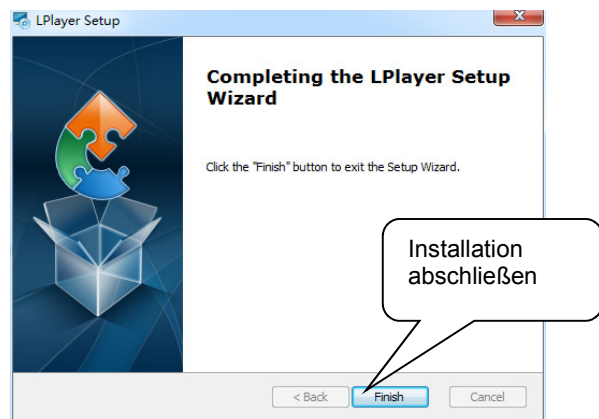 LPlayer Setup
Completing the LPlayer Setup
Wizard
Click the "Finish" button to exit the Setup Wizard.
Installation
abschließen
< Back Finish Cancel